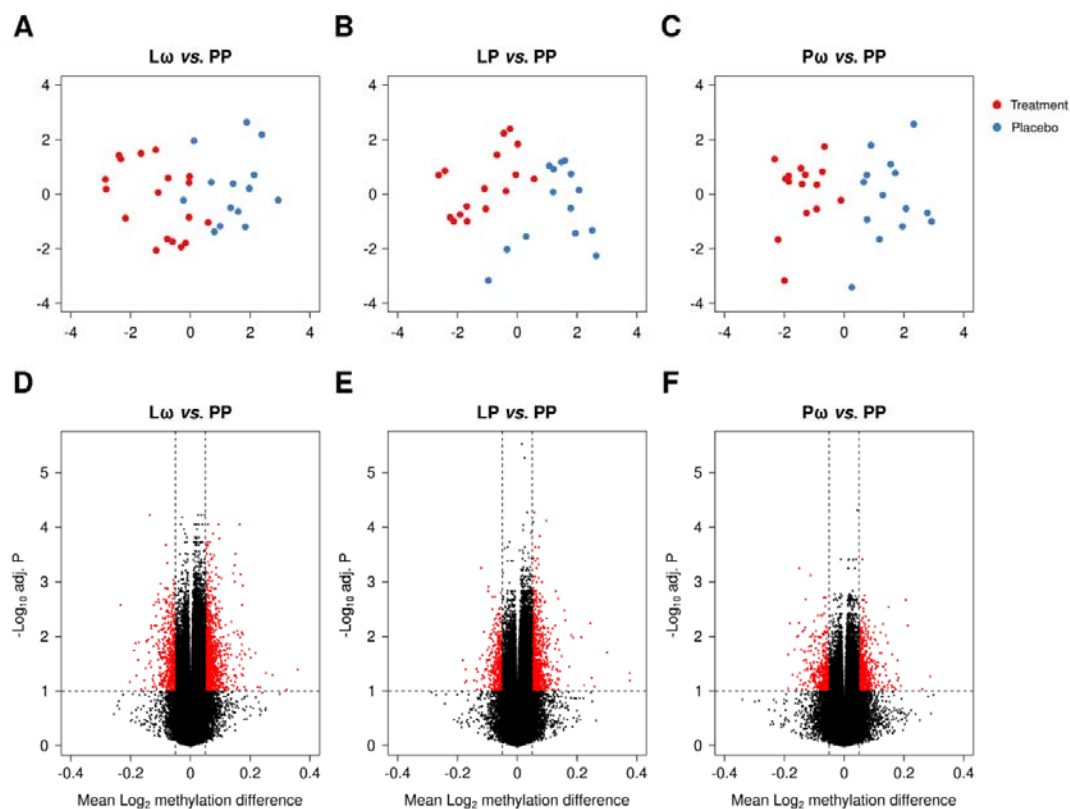 A
B
C
Lω vs. PP
LP vs. PP
Pω vs. PP
4
2
0
-2
-4
4
2
0
-2
-4
4
2
0
-2
-4
Treatment
Placebo
-4 -2 0 2 4
-4 -2 0 2 4
-4 -2 0 2 4
D
E
F
Lω vs. PP
LP vs. PP
Pω vs. PP
-Log10 adj. P
5
4
3
2
1
0
-Log10 adj. P
5
4
3
2
1
0
-Log10 adj. P
5
4
3
2
1
0
-0.4 -0.2 0 0.2 0.4
-0.4 -0.2 0 0.2 0.4
-0.4 -0.2 0 0.2 0.4
Mean Log2 methylation difference
Mean Log2 methylation difference
Mean Log2 methylation difference